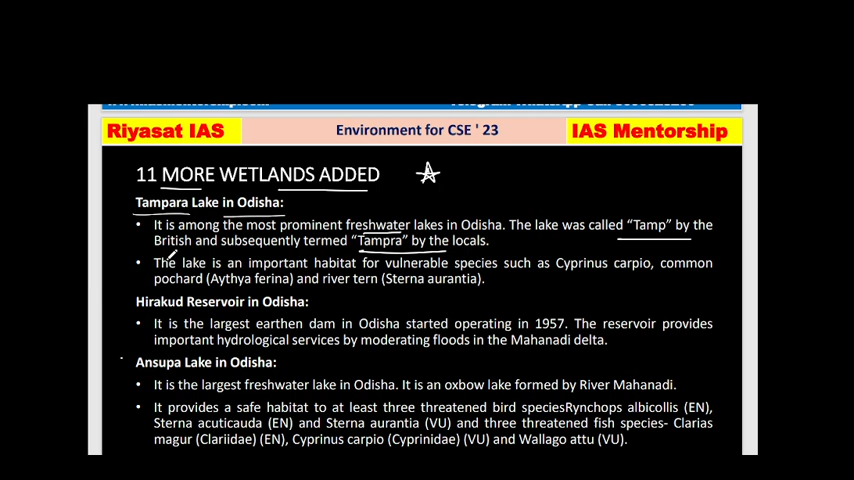 Riyasat IAS
Environment for CSE ' 23
IAS Mentorship
11 MORE WETLANDS ADDED
Tampara Lake in Odisha:
• It is among the most prominent freshwater lakes in Odisha. The lake was called "Tamp" by the
British and subsequently termed "Tampra" by the locals.
• The lake is an important habitat for vulnerable species such as Cyprinus carpio, common
pochard (Aythya ferina) and river tern (Sterna aurantia).
Hirakud Reservoir in Odisha:
• It is the largest earthen dam in Odisha started operating in 1957. The reservoir provides
important hydrological services by moderating floods in the Mahanadi delta.
Ansupa Lake in Odisha:
• It is the largest freshwater lake in Odisha. It is an oxbow lake formed by River Mahanadi.
• It provides a safe habitat to at least three threatened bird speciesRynchops albicollis (EN),
Sterna acuticauda (EN) and Sterna aurantia (VU) and three threatened fish species- Clarias
magur (Clariidae) (EN), Cyprinus carpio (Cyprinidae) (VU) and Wallago attu (VU).